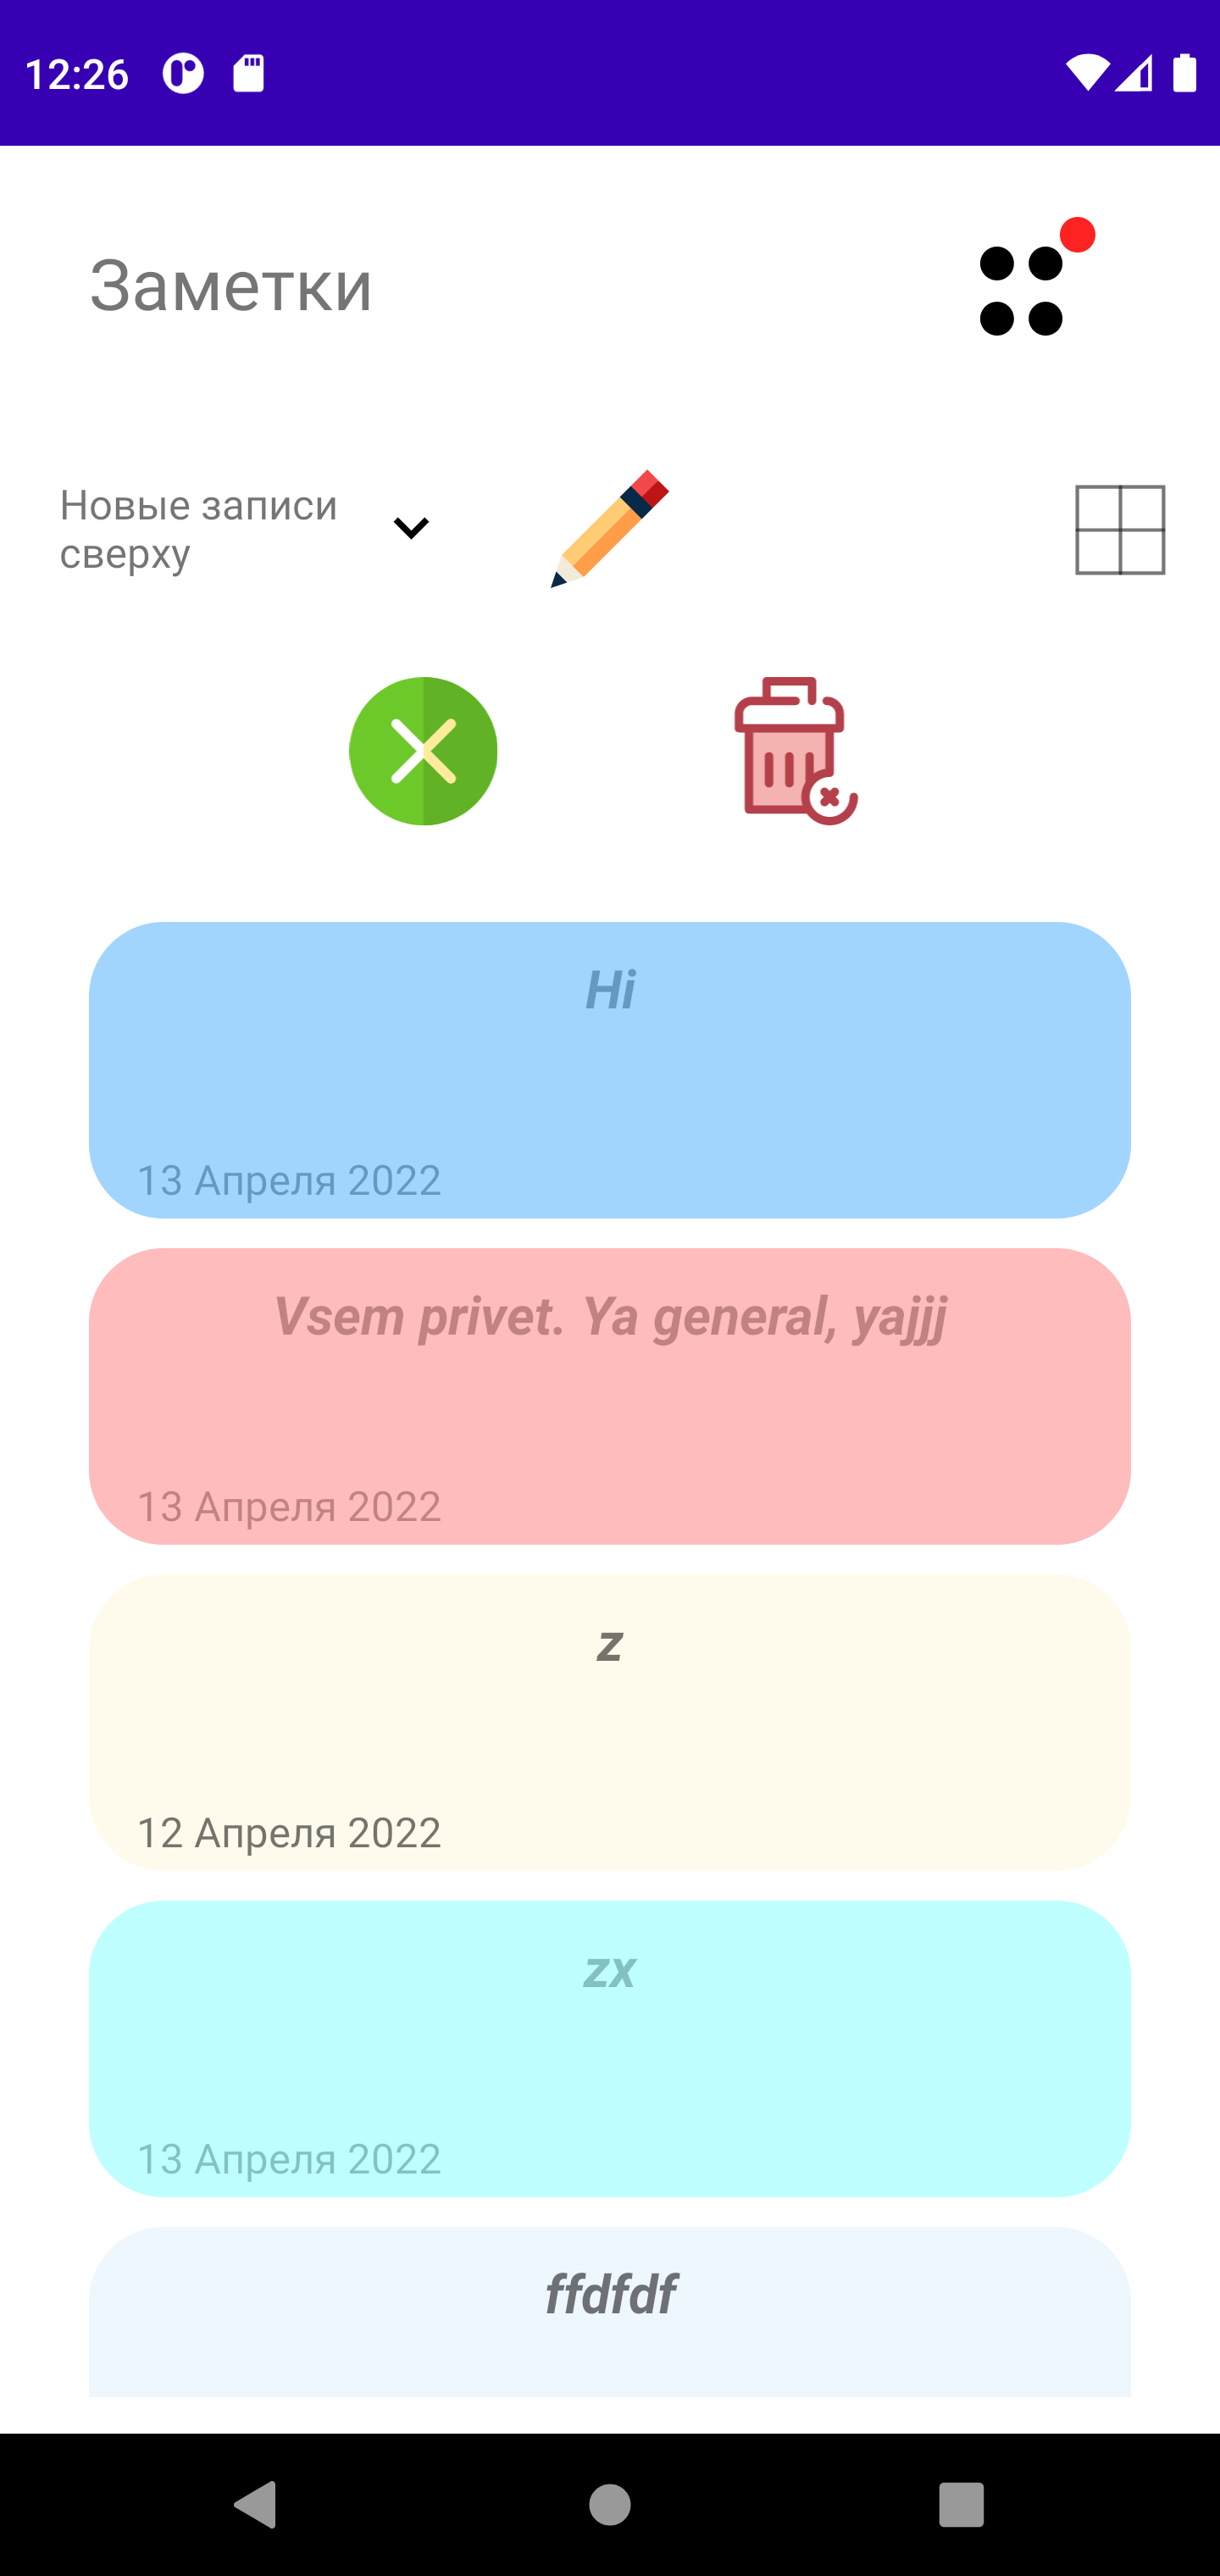 12:26
Заметки
Новые записи
сверху
Hi
13 Апреля 2022
Vsem privet. Ya general, yajjj
13 Апреля 2022
z
12 Апреля 2022
zx
13 Апреля 2022
ffdfdf